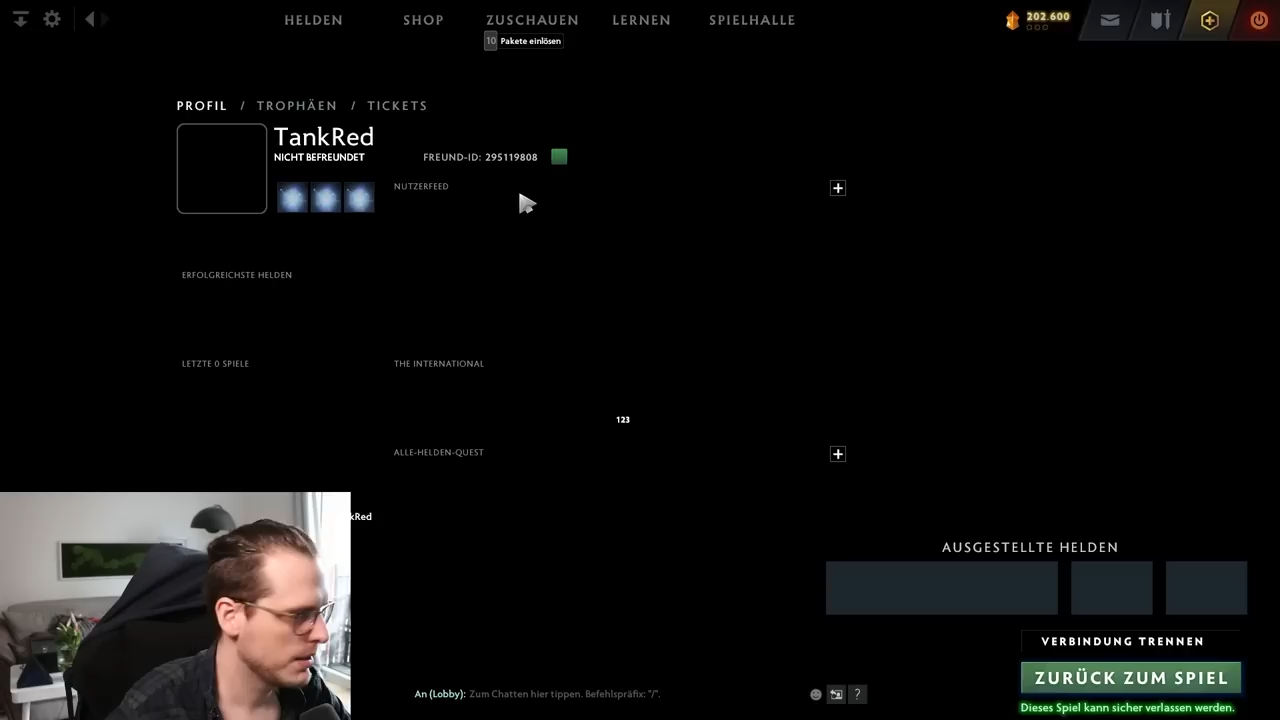 HELDEN SHOP ZUSCHAUEN LERNEN SPIELHALLE 202.600
10 Pakete einlösen
PROFIL / TROPHÄEN / TICKETS
TankRed
NICHT BEFREUNDET FREUND-ID: 295119808
NUTZERFEED
ERFOLGREICHSTE HELDEN
LETZTE 0 SPIELE THE INTERNATIONAL
123
ALLE-HELDEN-QUEST
kRed
AUSGESTELLTE HELDEN
VERBINDUNG TRENNEN
ZURÜCK ZUM SPIEL
An (Lobby): Zum Chatten hier tippen. Befehlspräfix: "/". ?
Dieses Spiel kann sicher verlassen werden.